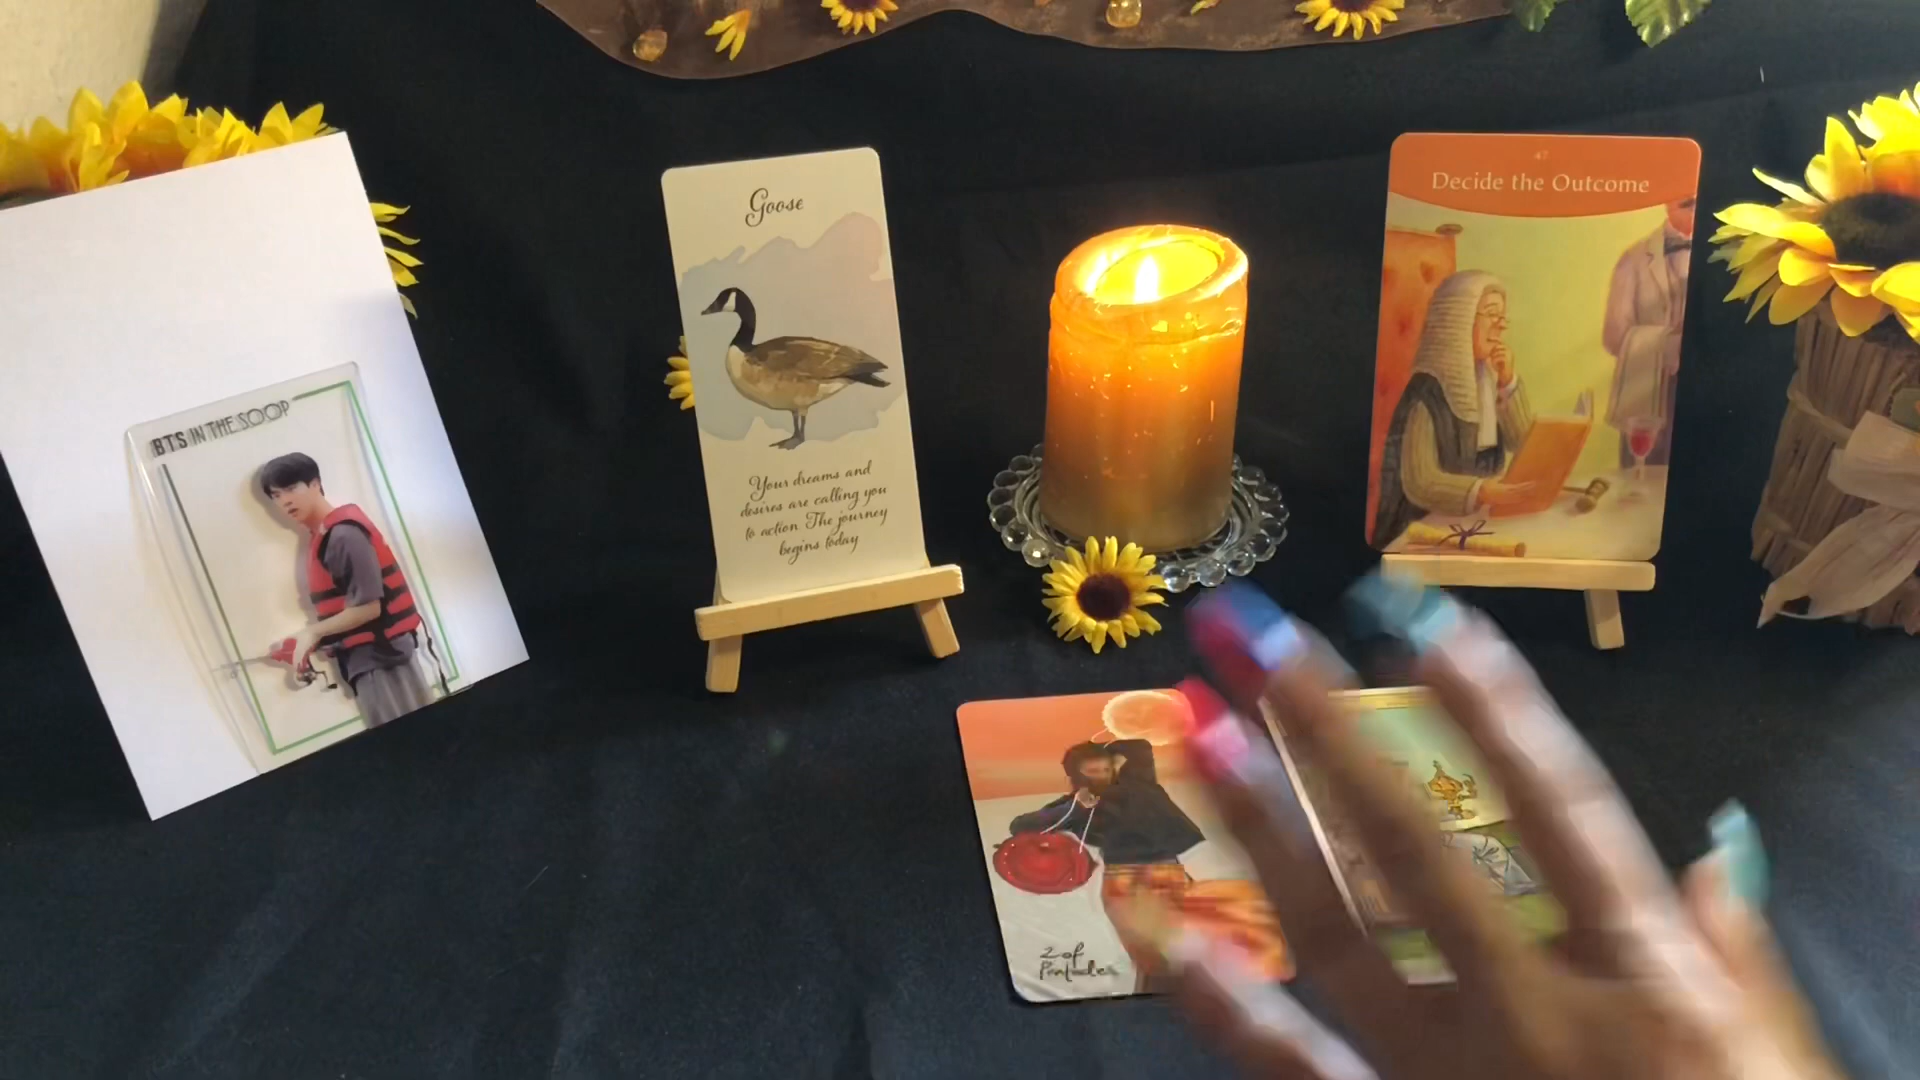 BTS IN THE SOOP
Goose
Your dreams and
desires are calling you
to action. The journey
begins today
47
Decide the Outcome
2 of
Pentacles